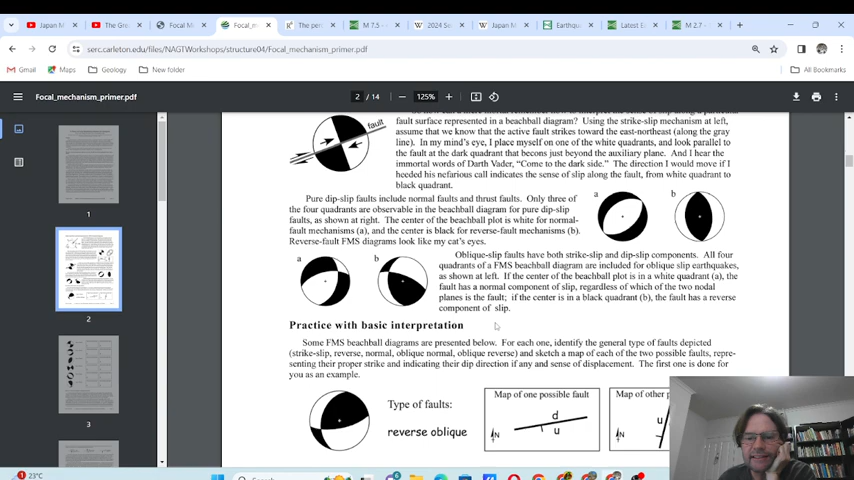 Japan M
The Grea
Focal M
Focal_m
The pen
M 7.5 -
2024 Se
Japan M
Earthqu
Latest E
M 2.7 -
serc.carleton.edu/files/NAGTWorkshops/structure04/Focal_mechanism_primer.pdf
Gmail
Maps
Geology
New folder
All Bookmarks
Focal_mechanism_primer.pdf
2 / 14
125%
1
2
3
fault
fault surface represented in a beachball diagram? Using the strike-slip mechanism at left,
assume that we know that the active fault strikes toward the east-northeast (along the gray
line). In my mind's eye, I place myself on one of the white quadrants, and look parallel to
the fault at the dark quadrant that becons just beyond the auxiliary plane. And I hear the
immortal words of Darth Vader, "Come to the dark side." The direction I would move if I
heeded his nefarious call indicates the sense of slip along the fault, from white quadrant to
black quadrant.
Pure dip-slip faults include normal faults and thrust faults. Only three of
the four quadrants are observable in the beachball diagram for pure dip-slip
faults, as shown at right. The center of the beachball plot is white for normal-
fault mechanisms (a), and the center is black for reverse-fault mechanisms (b).
Reverse-fault FMS diagrams look like my cat's eyes.
a
b
Oblique-slip faults have both strike-slip and dip-slip components. All four
quadrants of a FMS beachball diagram are included for oblique slip earthquakes,
as shown at left. If the center of the beachball plot is in a white quadrant (a), the
fault has a normal component of slip, regardless of which of the two nodal
planes is the fault; if the center is in a black quadrant (b), the fault has a reverse
component of slip.
a
b
Practice with basic interpretation
Some FMS beachball diagrams are presented below. For each one, identify the general type of faults depicted
(strike-slip, reverse, normal, oblique normal, oblique reverse) and sketch a map of each of the two possible faults, repre-
senting their proper strike and indicating their dip direction if any and sense of displacement. The first one is done for
you as an example.
Type of faults:
reverse oblique
Map of one possible fault
d
u
N
Map of other p
u
N
1
23°C
Search